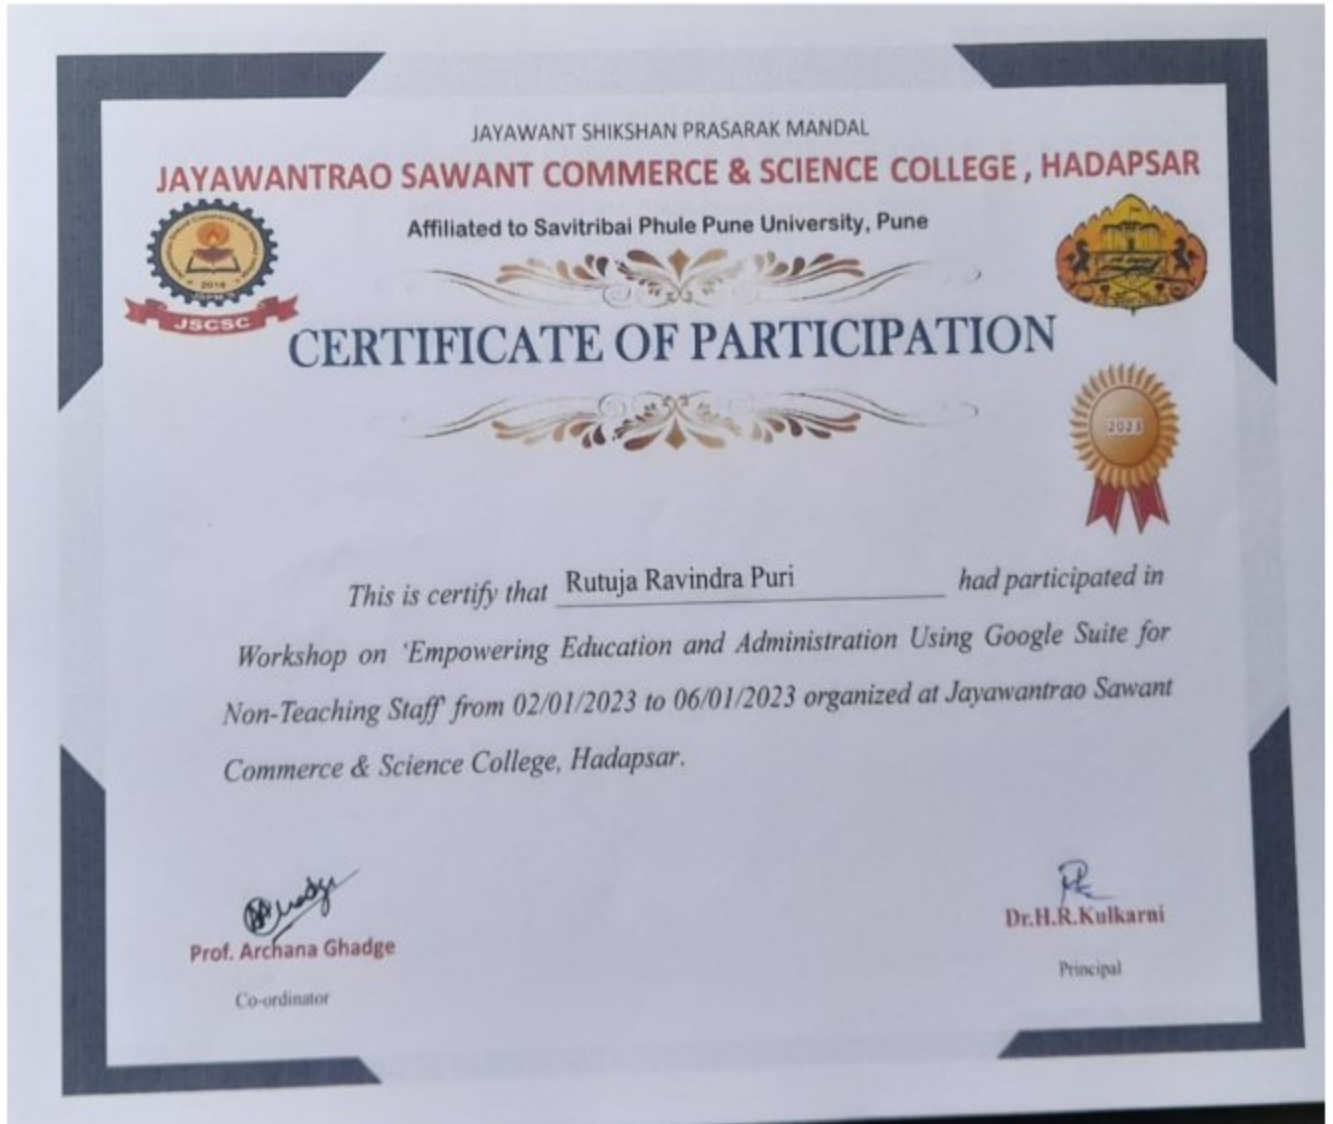 JAYAWANT SHIKSHAN PRASARAK MANDAL
JAYAWANTRAO SAWANT COMMERCE & SCIENCE COLLEGE , HADAPSAR
Affiliated to Savitribai Phule Pune University, Pune
2016
JSPM'S
JSCSC
CERTIFICATE OF PARTICIPATION
2023
This is certify that Rutuja Ravindra Puri had participated in
Workshop on 'Empowering Education and Administration Using Google Suite for
Non-Teaching Staff' from 02/01/2023 to 06/01/2023 organized at Jayawantrao Sawant
Commerce & Science College, Hadapsar.
Prof. Archana Ghadge
Co-ordinator
Dr.H.R.Kulkarni
Principal